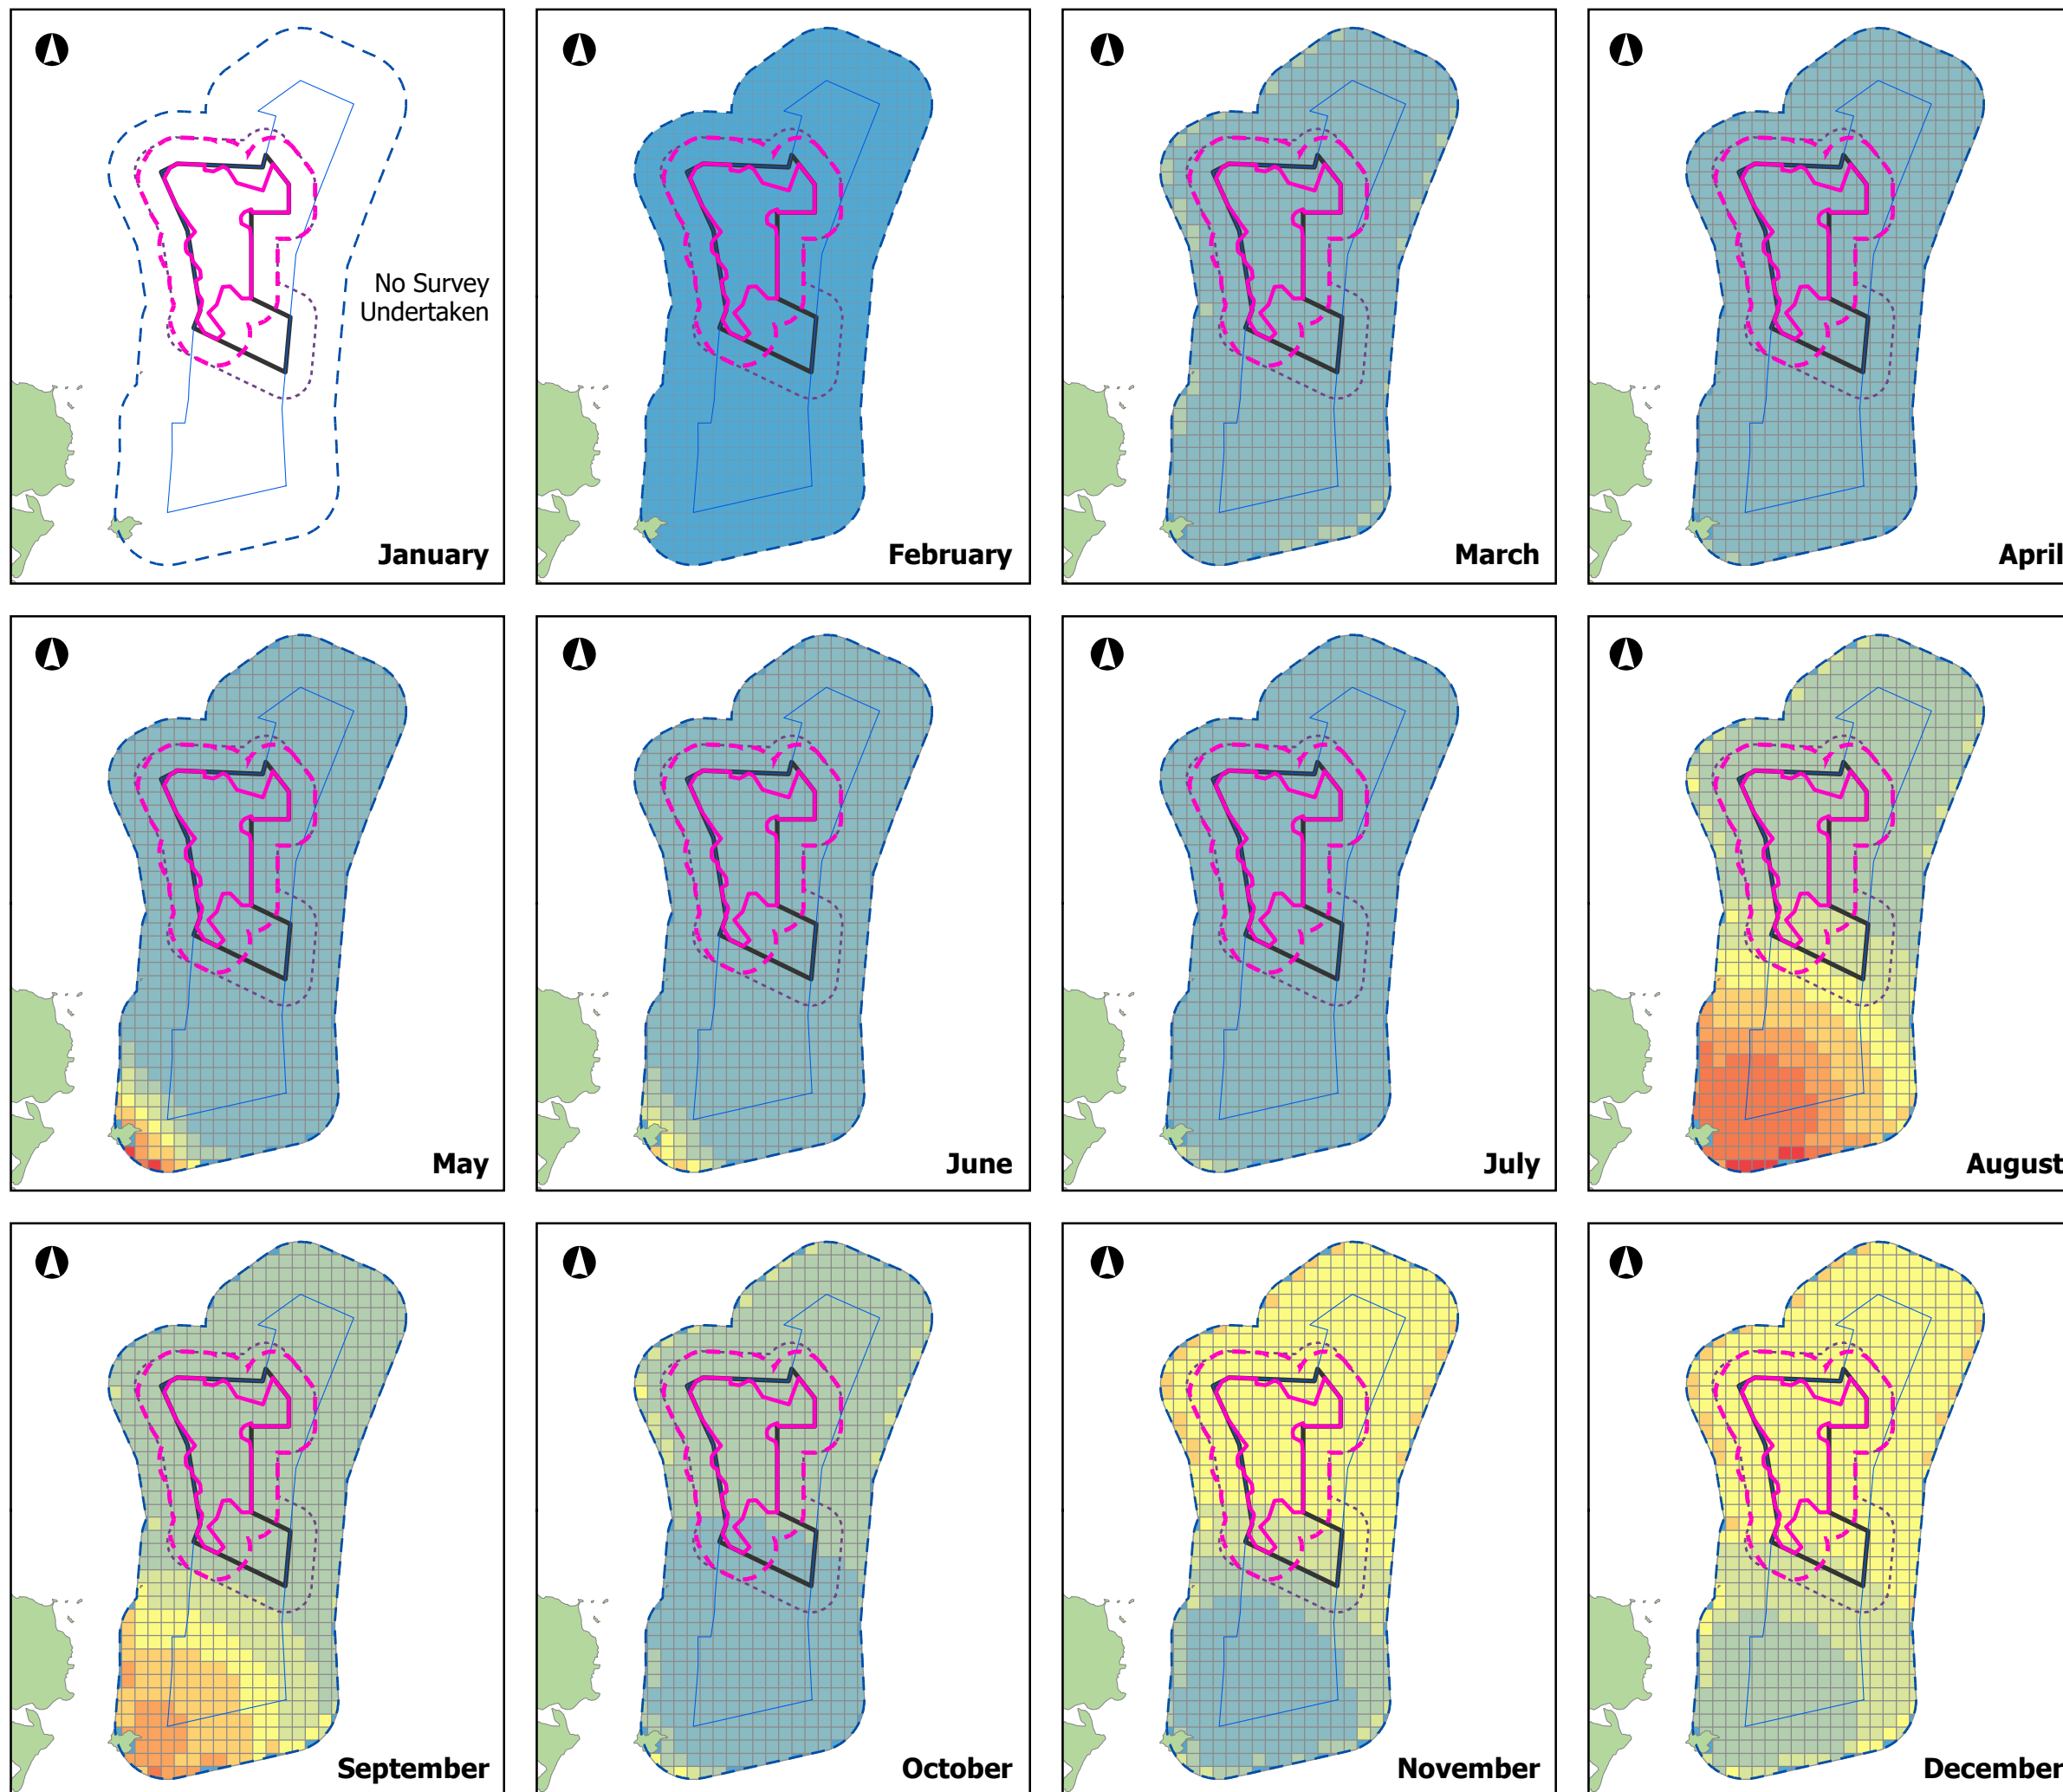 No Survey
Undertaken
January
February
March
April
May
June
July
August
September
October
November
December